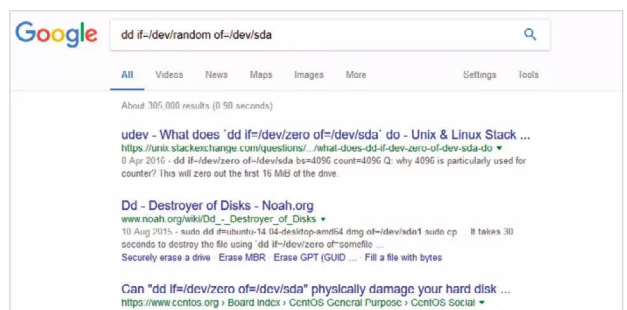 Google
dd if=/dev/random of=/dev/sda
All Videos News Maps Images More Settings Tools
About 305,000 results (0.98 seconds)
udev - What does `dd if=/dev/zero of=/dev/sda` do - Unix & Linux Stack ...
https://unix.stackexchange.com/questions/.../what-does-dd-if-dev-zero-of-dev-sda-do
8 Apr 2016 - dd if=/dev/zero of=/dev/sda bs=4096 count=4096 Q: why 4096 is particularly used for
counter? This will zero out the first 16 MiB of the drive.
Dd - Destroyer of Disks - Noah.org
www.noah.org/wiki/Dd_-_Destroyer_of_Disks
10 Aug 2015 - sudo dd if=ubuntu-14 04-desktop-amd64 dmg of=/dev/sda1 sudo cp .. It takes 30
seconds to destroy the file using `dd if=/dev/zero of=somefile ...
Securely erase a drive · Erase MBR · Erase GPT (GUID ... · Fill a file with bytes
Can "dd if=/dev/zero of=/dev/sda" physically damage your hard disk ...
https://www.centos.org › Board index › CentOS General Purpose › CentOS Social